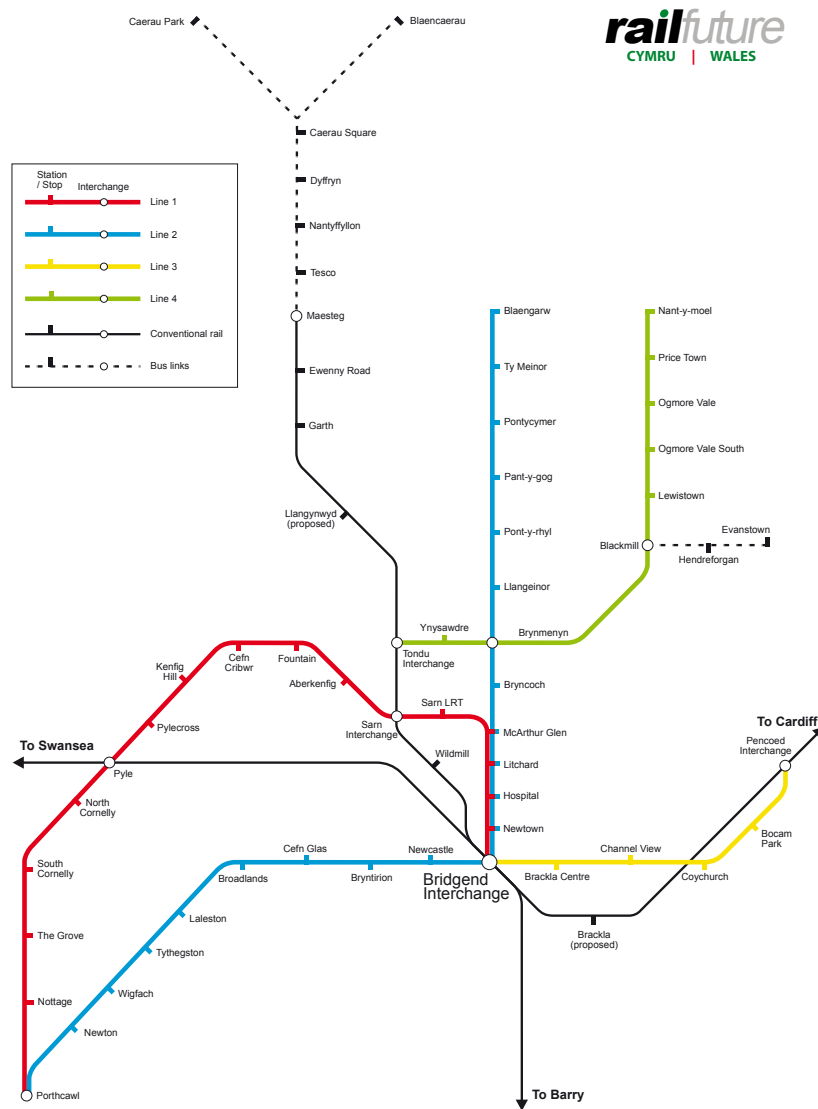 Caerau Park
Blaencaerau
railfuture
CYMRU | WALES
Caerau Square
Station
/ Stop
Interchange
Line 1
Line 2
Line 3
Line 4
Conventional rail
Bus links
Dyffryn
Nantyffyllon
Tesco
Maesteg
Ewenny Road
Garth
Llangynwyd
(proposed)
Blaengarw
Ty Meinor
Pontycymer
Pant-y-gog
Pont-y-rhyl
Llangeinor
Nant-y-moel
Price Town
Ogmore Vale
Ogmore Vale South
Lewistown
Blackmill
Evanstown
Hendreforgan
Ynysawdre
Brynmenyn
Tondu
Interchange
Kenfig
Hill
Cefn
Cribwr
Fountain
Aberkenfig
Bryncoch
Sarn LRT
Sarn
Interchange
Pylecross
McArthur Glen
To Cardiff
Pencoed
Interchange
To Swansea
Pyle
Wildmill
Litchard
Hospital
North
Cornelly
Newtown
Bocam
Park
South
Cornelly
Cefn Glas
Newcastle
Broadlands
Bryntirion
Bridgend
Interchange
Channel View
Brackla Centre
Coychurch
Laleston
The Grove
Tythegston
Brackla
(proposed)
Wigfach
Nottage
Newton
Porthcawl
To Barry